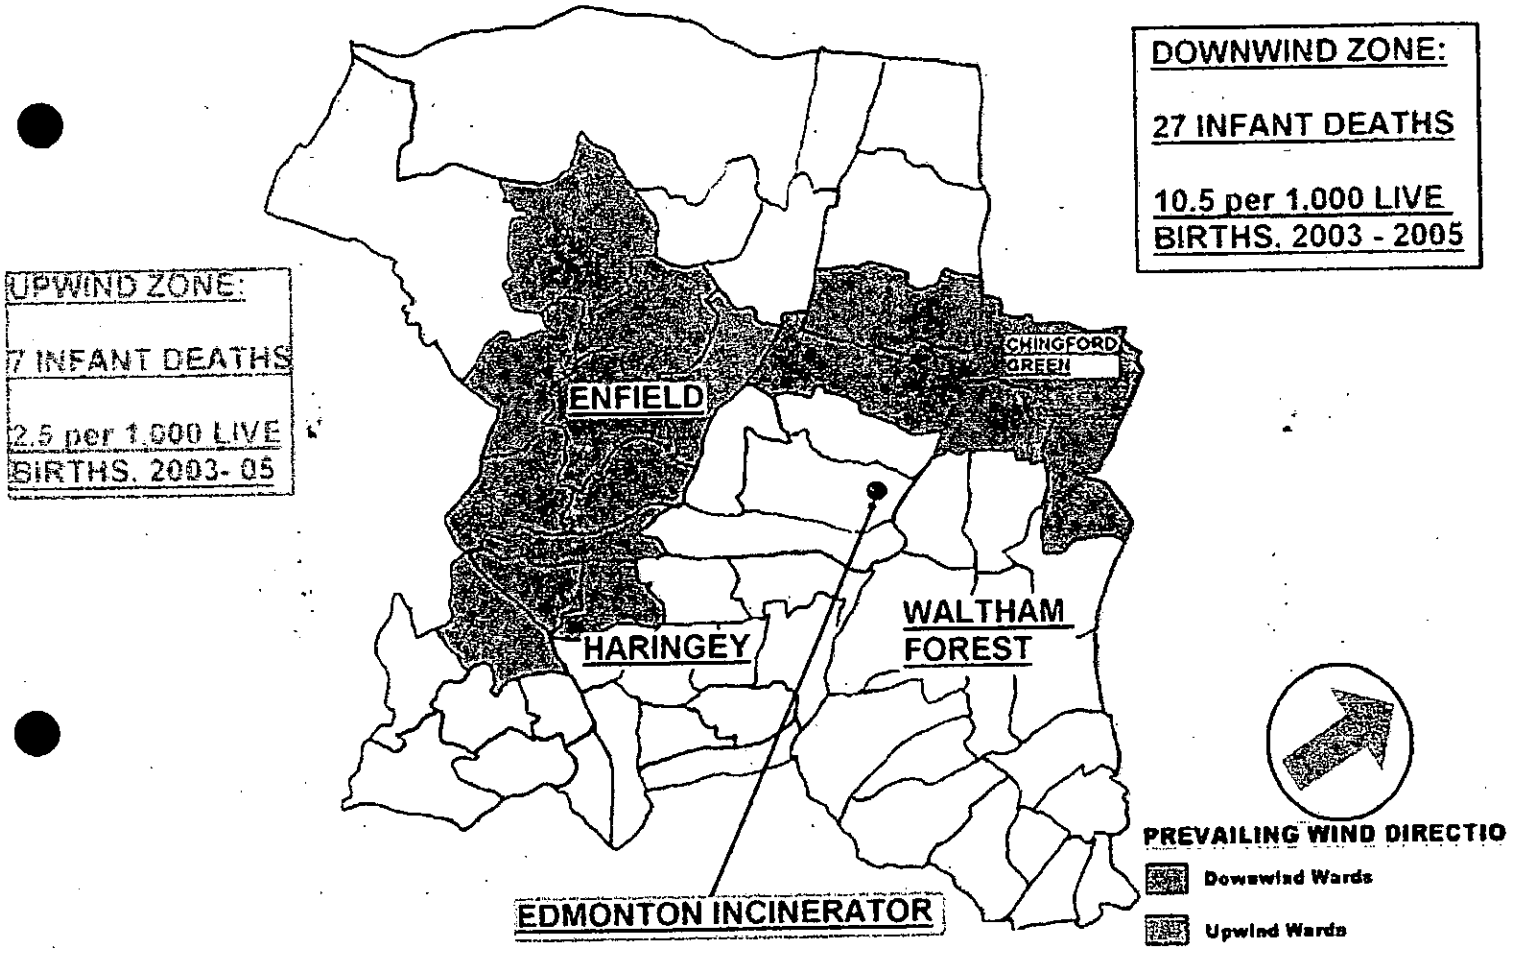 DOWNWIND ZONE:
27 INFANT DEATHS
10.5 per 1.000 LIVE
BIRTHS. 2003 - 2005
UPWIND ZONE:
7 INFANT DEATHS
2.5 per 1.000 LIVE
BIRTHS. 2003- 05
CHINGFORD
GREEN
ENFIELD
WALTHAM
FOREST
HARINGEY
EDMONTON INCINERATOR
PREVAILING WIND DIRECTIO
Downwind Wards
Upwind Wards